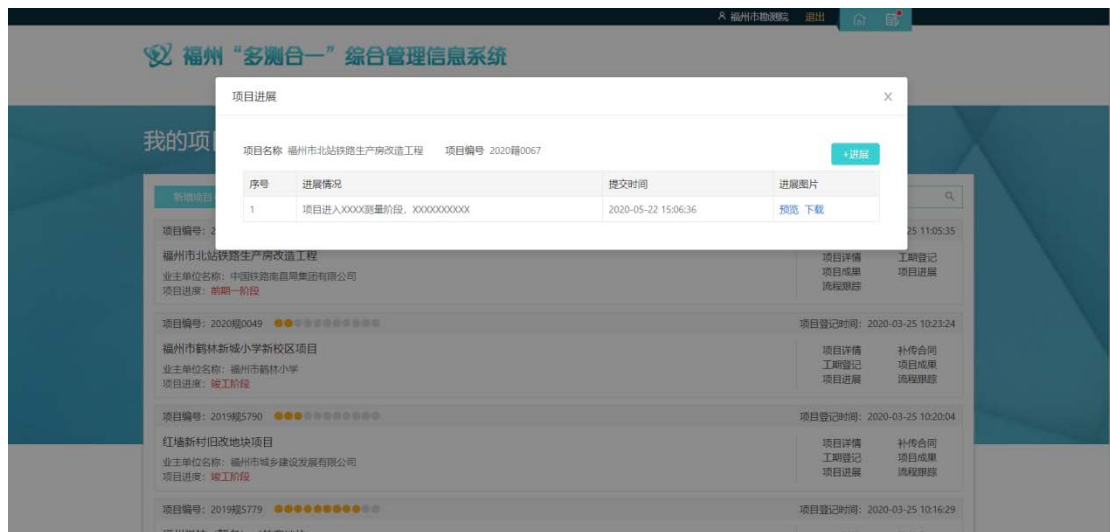 福州市勘测院 退出
福州“多测合一”综合管理信息系统
项目进展
我的项
项目名称 福州市北站铁路生产房改造工程 项目编号 2020籍0067
+进展
序号 进展情况 提交时间 进展图片
新增项目
1 项目进入XXXX测量阶段，XXXXXXXXXX 2020-05-22 15:06:36 预览 下载
项目编号：2
25 11:05:35
福州市北站铁路生产房改造工程
业主单位名称：中国铁路南昌局集团有限公司
项目进度：前期一阶段
项目详情 工期登记
项目成果 项目进展
流程跟踪
项目编号：2020规0049 项目登记时间：2020-03-25 10:23:24
福州市鹤林新城小学新校区项目
业主单位名称：福州市鹤林小学
项目进度：竣工阶段
项目详情 补传合同
工期登记 项目成果
项目进展 流程跟踪
项目编号：2019规5790 项目登记时间：2020-03-25 10:20:04
红墙新村旧改地块项目
业主单位名称：福州市城乡建设发展有限公司
项目进度：竣工阶段
项目详情 补传合同
工期登记 项目成果
项目进展 流程跟踪
项目编号：2019规5779 项目登记时间：2020-03-25 10:16:29